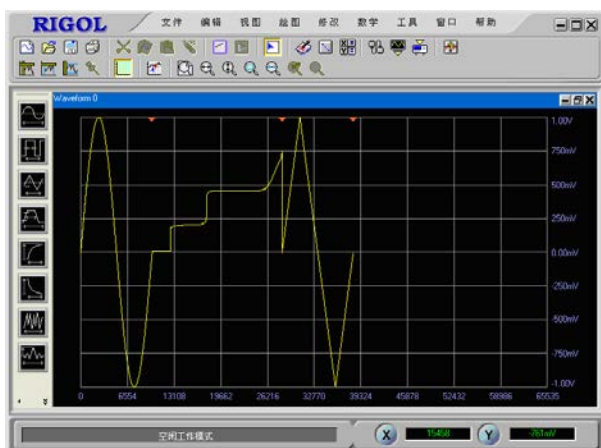 RIGOL
文件 编辑 视图 绘图 修改 数学 工具 窗口 帮助
Waveform 0
1.00V
750mV
500mV
250mV
0.00mV
-250mV
-500mV
-750mV
-1.00V
0 6554 13108 19662 26216 32770 39324 45878 52432 58986 65535
空闲工作模式 X 15458 Y -761mV